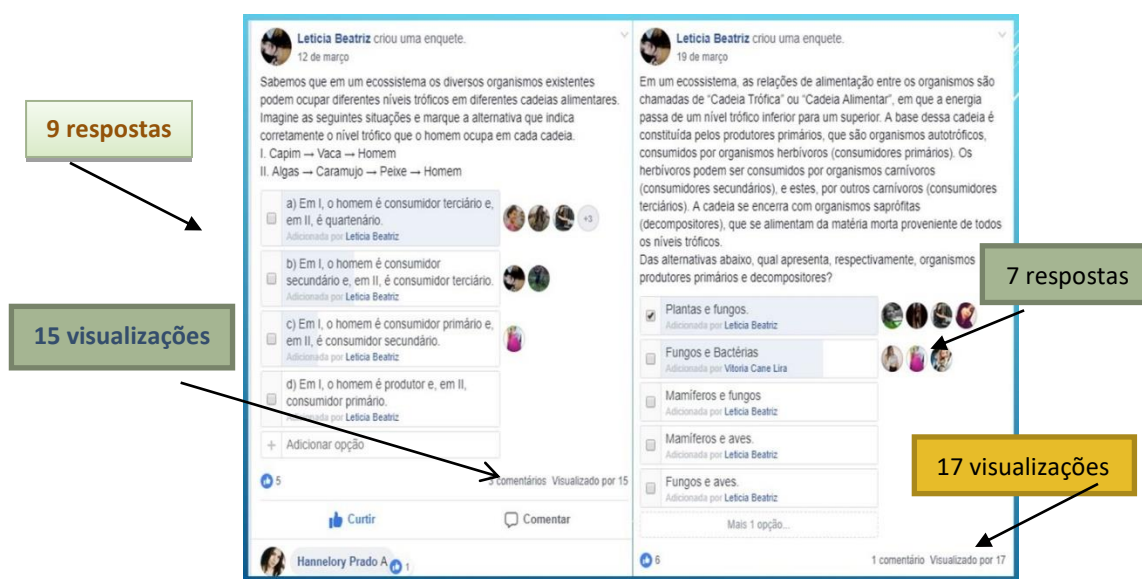 9 respostas
15 visualizações
Leticia Beatriz criou uma enquete.
12 de março
Sabemos que em um ecossistema os diversos organismos existentes
podem ocupar diferentes níveis tróficos em diferentes cadeias alimentares.
Imagine as seguintes situações e marque a alternativa que indica
corretamente o nível trófico que o homem ocupa em cada cadeia.
I. Capim → Vaca → Homem
II. Algas → Caramujo → Peixe → Homem
a) Em I, o homem é consumidor terciário e,
em II, é quaternário.
Adicionada por Leticia Beatriz
+3
b) Em I, o homem é consumidor
secundário e, em II, é consumidor terciário.
Adicionada por Leticia Beatriz
c) Em I, o homem é consumidor primário e,
em II, é consumidor secundário.
Adicionada por Leticia Beatriz
d) Em I, o homem é produtor e, em II,
consumidor primário.
Adicionada por Leticia Beatriz
+ Adicionar opção
5
3 comentários Visualizado por 15
Curtir
Comentar
Hannelory Prado A
1
Leticia Beatriz criou uma enquete.
19 de março
Em um ecossistema, as relações de alimentação entre os organismos são
chamadas de “Cadeia Trófica” ou “Cadeia Alimentar”, em que a energia
passa de um nível trófico inferior para um superior. A base dessa cadeia é
constituída pelos produtores primários, que são organismos autotróficos,
consumidos por organismos herbívoros (consumidores primários). Os
herbívoros podem ser consumidos por organismos carnívoros
(consumidores secundários), e estes, por outros carnívoros (consumidores
terciários). A cadeia se encerra com organismos saprófitas
(decompositores), que se alimentam da matéria morta proveniente de todos
os níveis tróficos.
Das alternativas abaixo, qual apresenta, respectivamente, organismos
produtores primários e decompositores?
Plantas e fungos.
Adicionada por Leticia Beatriz
Fungos e Bactérias
Adicionada por Vitoria Cane Lira
Mamíferos e fungos
Adicionada por Leticia Beatriz
Mamíferos e aves.
Adicionada por Leticia Beatriz
Fungos e aves.
Adicionada por Leticia Beatriz
Mais 1 opção...
6
1 comentário Visualizado por 17
7 respostas
17 visualizações